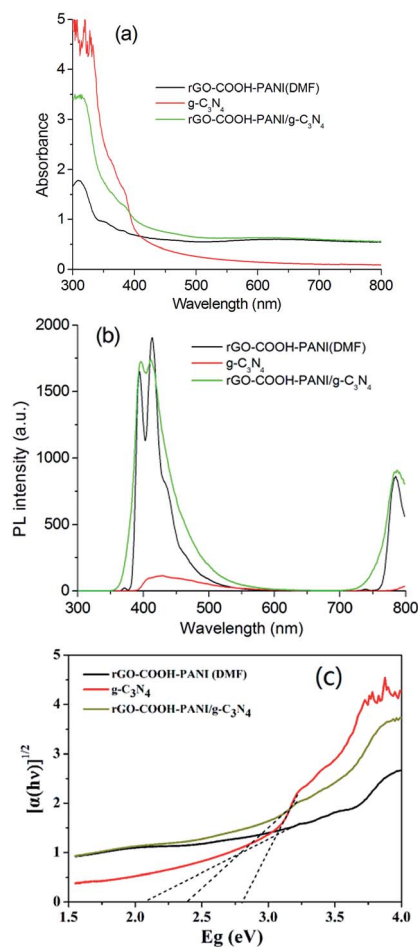 (a)
rGO-COOH-PANI(DMF)
g-C₃N₄
rGO-COOH-PANI/g-C₃N₄
Absorbance
5
4
3
2
1
0
300 400 500 600 700 800
Wavelength (nm)
(b)
rGO-COOH-PANI(DMF)
g-C₃N₄
rGO-COOH-PANI/g-C₃N₄
PL intensity (a.u.)
2000
1500
1000
500
0
300 400 500 600 700 800
Wavelength (nm)
(c)
rGO-COOH-PANI (DMF)
g-C₃N₄
rGO-COOH-PANI/g-C₃N₄
[α(hν)]¹/²
5
4
3
2
1
0
1.5 2.0 2.5 3.0 3.5 4.0
Eg (eV)